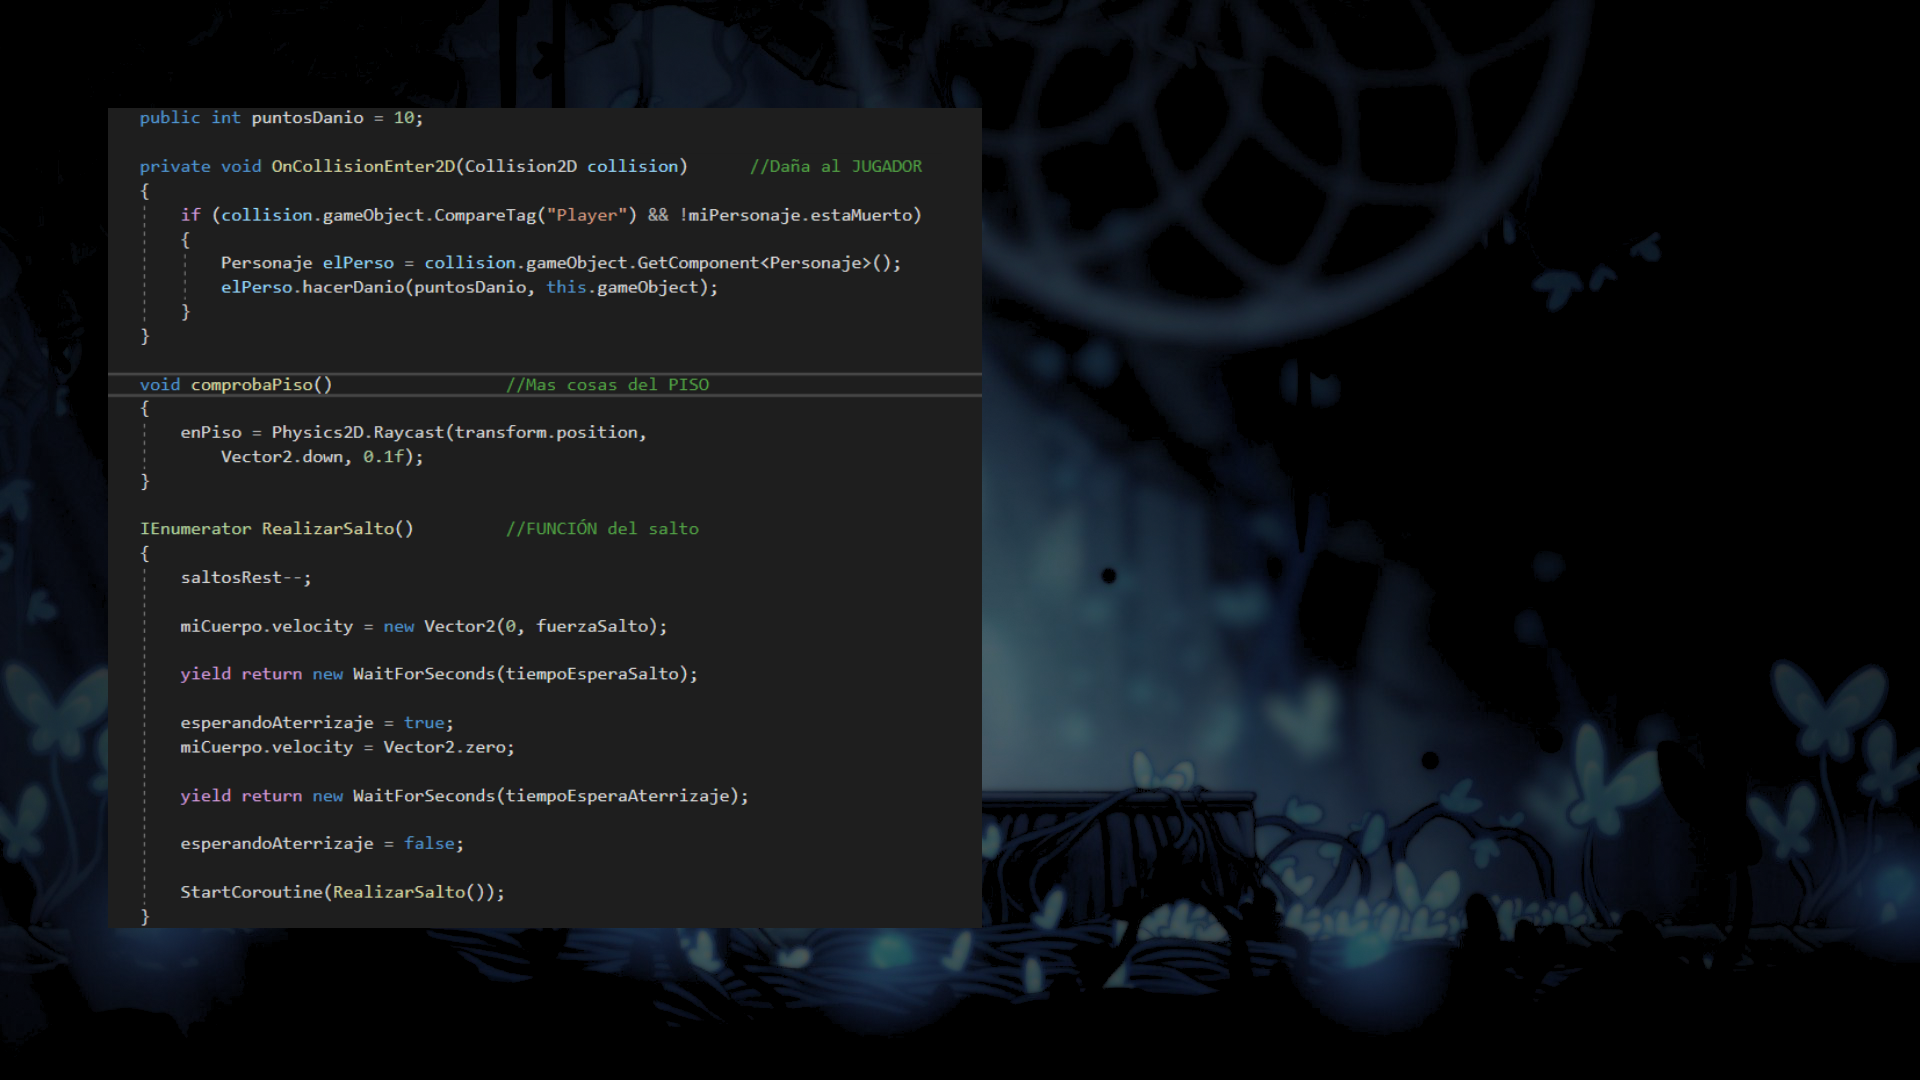 public int puntosDanio = 10;
private void OnCollisionEnter2D(Collision2D collision) //Daña al JUGADOR
{
if (collision.gameObject.CompareTag("Player") && !miPersonaje.estaMuerto)
{
Personaje elPerso = collision.gameObject.GetComponent<Personaje>();
elPerso.hacerDanio(puntosDanio, this.gameObject);
}
}
void comprobaPiso() //Mas cosas del PISO
{
enPiso = Physics2D.Raycast(transform.position,
Vector2.down, 0.1f);
}
IEnumerator RealizarSalto() //FUNCIÓN del salto
{
saltosRest--;
miCuerpo.velocity = new Vector2(0, fuerzaSalto);
yield return new WaitForSeconds(tiempoEsperaSalto);
esperandoAterrizaje = true;
miCuerpo.velocity = Vector2.zero;
yield return new WaitForSeconds(tiempoEsperaAterrizaje);
esperandoAterrizaje = false;
StartCoroutine(RealizarSalto());
}